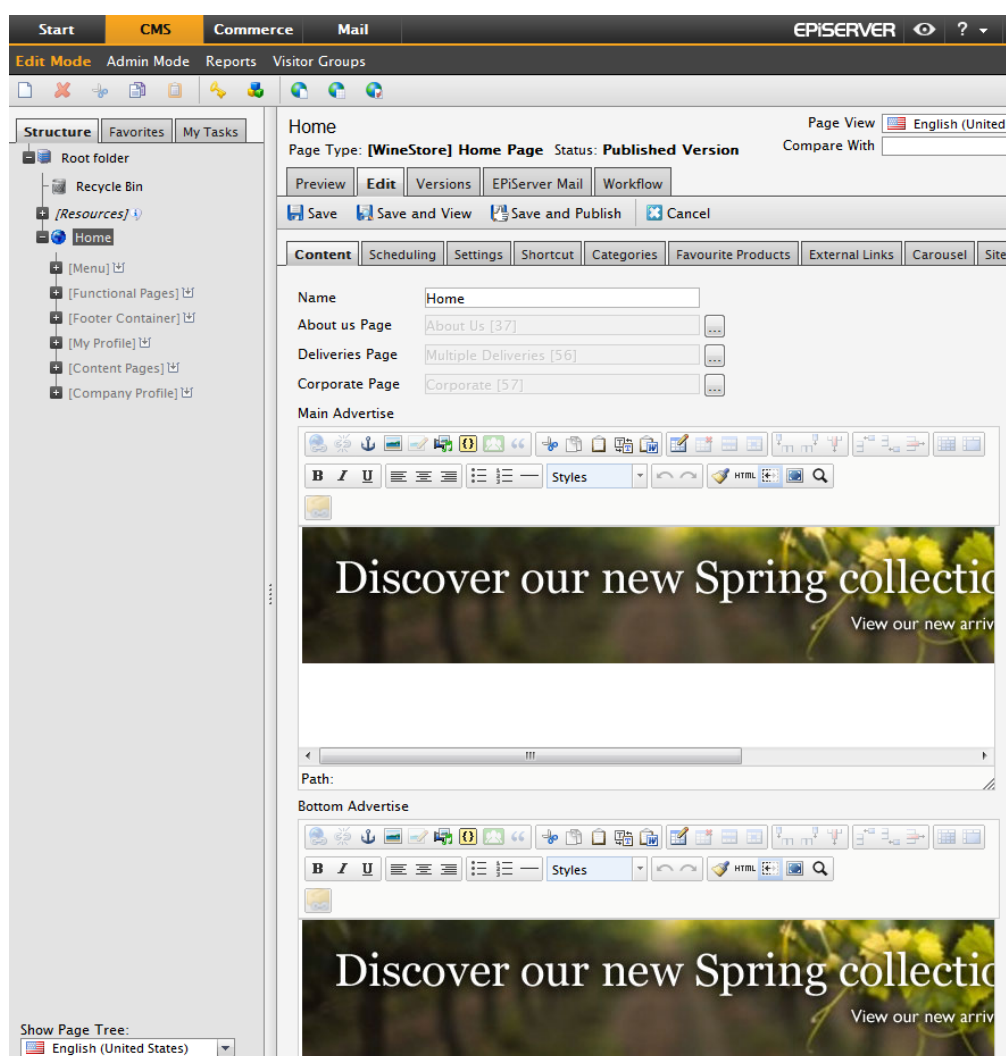 Start CMS Commerce Mail EPiSERVER ?
Edit Mode Admin Mode Reports Visitor Groups
Structure Favorites My Tasks
Root folder
Recycle Bin
[Resources]
Home
[Menu]
[Functional Pages]
[Footer Container]
[My Profile]
[Content Pages]
[Company Profile]
Show Page Tree:
English (United States)
Home
Page View English (United
Page Type: [WineStore] Home Page Status: Published Version
Compare With
Preview Edit Versions EPiServer Mail Workflow
Save Save and View Save and Publish Cancel
Content Scheduling Settings Shortcut Categories Favourite Products External Links Carousel Site
Name Home
About us Page About Us [37] ...
Deliveries Page Multiple Deliveries [56] ...
Corporate Page Corporate [57] ...
Main Advertise
B I U Styles HTML
Discover our new Spring collectio
View our new arriv
Path:
Bottom Advertise
B I U Styles HTML
Discover our new Spring collectio
View our new arriv